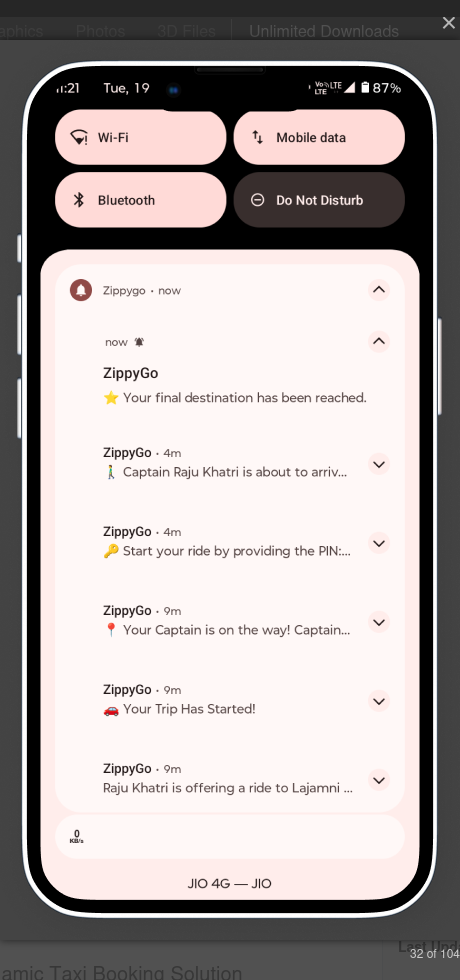 aphics Photos 3D Files Unlimited Downloads
:21 Tue, 19 Vo LTE LTE 87%
Wi-Fi Mobile data
Bluetooth Do Not Disturb
Zippygo • now
now
ZippyGo
⭐ Your final destination has been reached.
ZippyGo • 4m
🚶‍♂️ Captain Raju Khatri is about to arriv...
ZippyGo • 4m
🔑 Start your ride by providing the PIN:...
ZippyGo • 9m
📍 Your Captain is on the way! Captain...
ZippyGo • 9m
🚗 Your Trip Has Started!
ZippyGo • 9m
Raju Khatri is offering a ride to Lajamni ...
0
KB/s
JIO 4G — JIO
32 of 104
Last Upd
amic Taxi Booking Solution